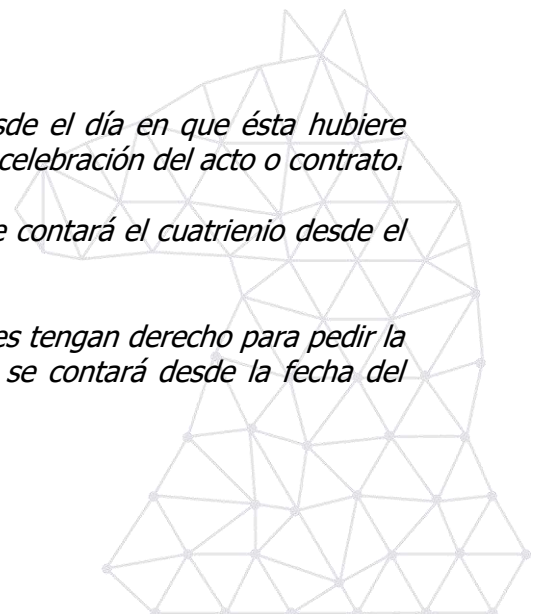 sde el día en que ésta hubiere
celebración del acto o contrato.
e contará el cuatrienio desde el
es tengan derecho para pedir la
se contará desde la fecha del